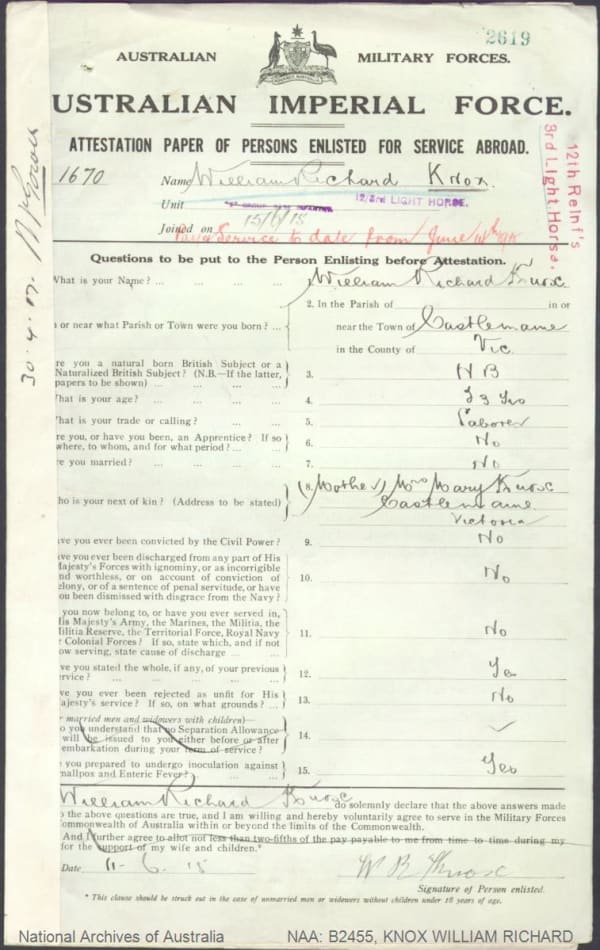 2619
AUSTRALIAN MILITARY FORCES.
USTRALIAN IMPERIAL FORCE.
ATTESTATION PAPER OF PERSONS ENLISTED FOR SERVICE ABROAD.
12th Reinf's
3rd Light Horse.
30.4.07.
1670 Name William Richard Knox.
Unit 12/3rd LIGHT HORSE.
Joined on 15/6/15
Service to date from June
Questions to be put to the Person Enlisting before Attestation.
What is your Name? ... William Richard Knox
2. In the Parish of in or
n or near what Parish or Town were you born? ... near the Town of Castlemaine
in the County of Vic.
re you a natural born British Subject or a
Naturalized British Subject? (N.B.—If the latter, 3. N B
papers to be shown) ...
hat is your age? ... 4.
hat is your trade or calling? ... 5. Laborer
re you, or have you been, an Apprentice? If so
where, to whom, and for what period? ... 6. No
re you married? ... 7. No
8. (Mother) Mrs Mary Knox
ho is your next of kin? (Address to be stated) Castlemaine
Victoria
ave you ever been convicted by the Civil Power? 9. No
ave you ever been discharged from any part of His
Majesty's Forces with ignominy, or as incorrigible
nd worthless, or on account of conviction of 10. No
elony, or of a sentence of penal servitude, or have
ou been dismissed with disgrace from the Navy?
you now belong to, or have you ever served in,
His Majesty's Army, the Marines, the Militia, the
Militia Reserve, the Territorial Force, Royal Navy 11. No
r Colonial Forces? If so, state which, and if not
ow serving, state cause of discharge ...
ve you stated the whole, if any, of your previous
ervice? ... 12. Yes
ve you ever been rejected as unfit for His
ajesty's service? If so, on what grounds? ... 13. No
r married men and widowers with children)—
o you understand that no Separation Allowance
will be issued to you either before or after 14.
embarkation during your term of service?
e you prepared to undergo inoculation against
mallpox and Enteric Fever? ... 15. Yes
William Richard Knox do solemnly declare that the above answers made
o the above questions are true, and I am willing and hereby voluntarily agree to serve in the Military Forces
ommonwealth of Australia within or beyond the limits of the Commonwealth.
And I further agree to allot not less than two-fifths of the pay payable to me from time to time during my
for the support of my wife and children.*
Date 11-6-15 W R Knox
Signature of Person enlisted.
* This clause should be struck out in the case of unmarried men or widowers without children under 18 years of age.
National Archives of Australia NAA: B2455, KNOX WILLIAM RICHARD